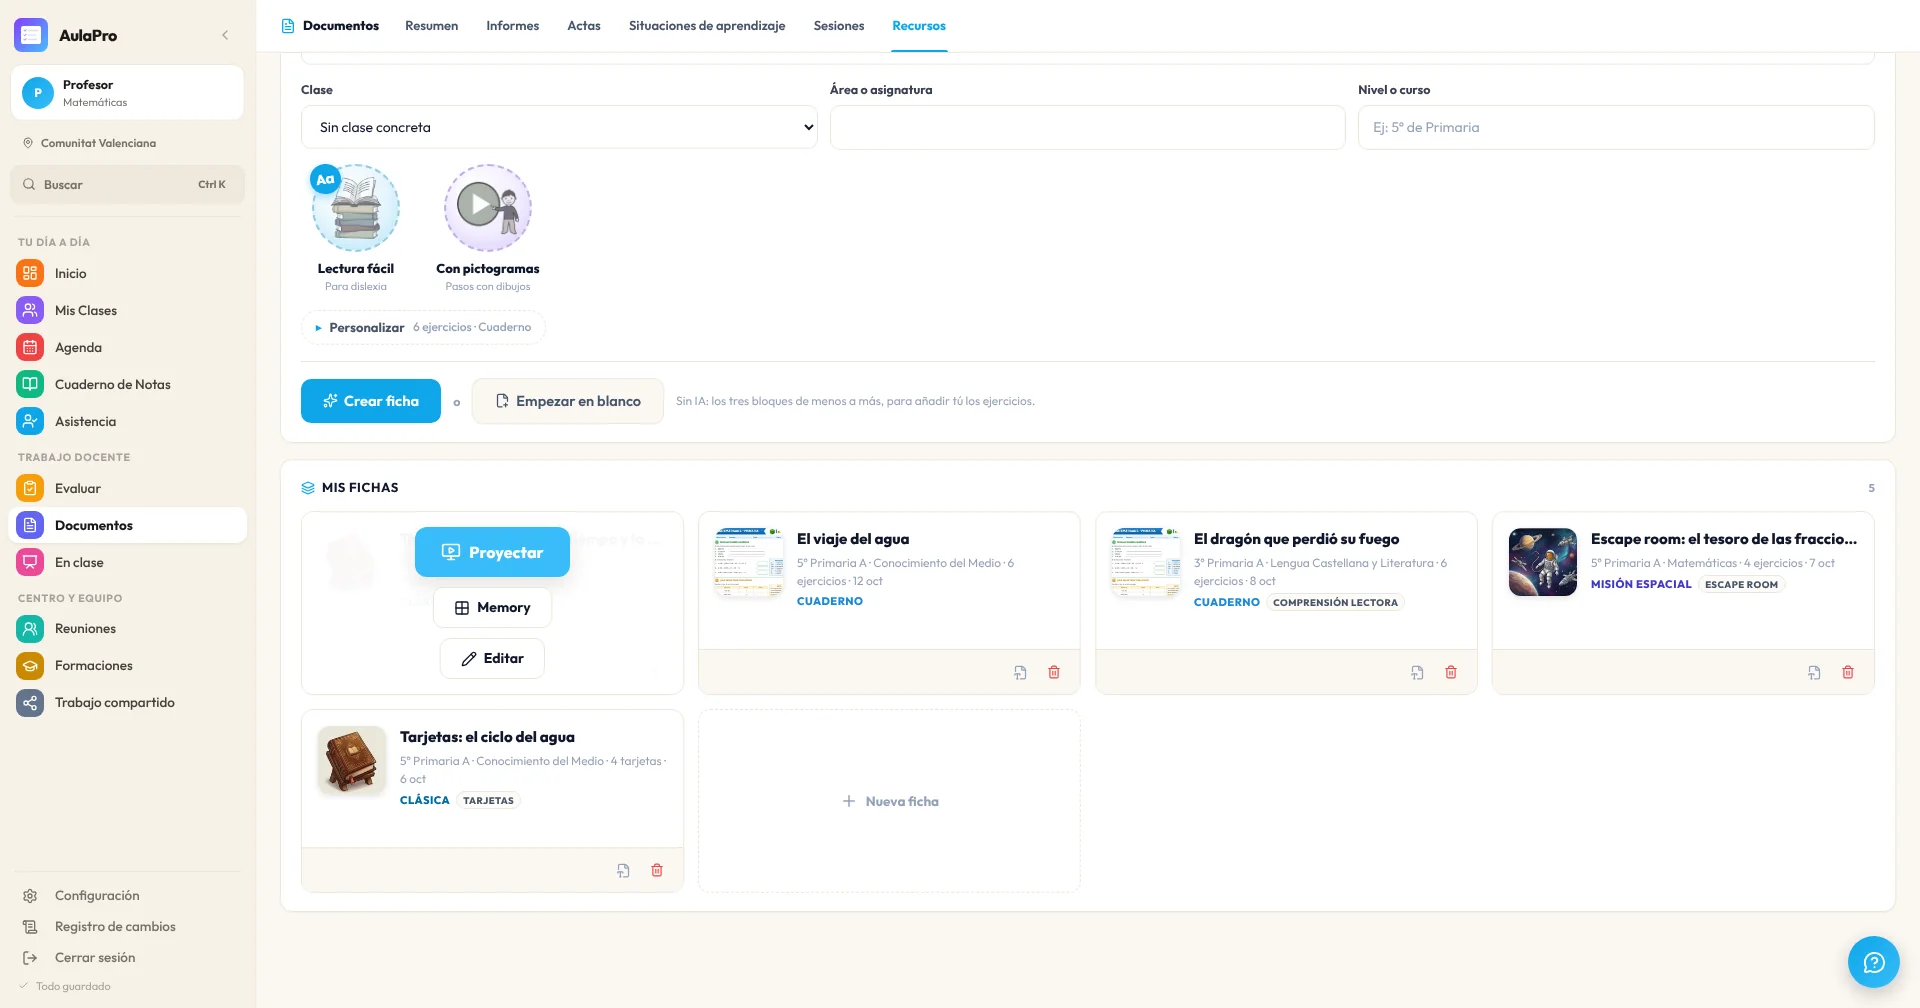 AulaPro
Profesor
P
Matemáticas
Comunitat Valenciana
Buscar
Ctrl K
TU DÍA A DÍA
Inicio
Mis Clases
Agenda
Cuaderno de Notas
Asistencia
TRABAJO DOCENTE
Evaluar
Documentos
En clase
CENTRO Y EQUIPO
Reuniones
Formaciones
Trabajo compartido
Configuración
Registro de cambios
Cerrar sesión
Todo guardado
Documentos
Resumen
Informes
Actas
Situaciones de aprendizaje
Sesiones
Recursos
Clase
Área o asignatura
Nivel o curso
Sin clase concreta
Ej: 5º de Primaria
Aa
Lectura fácil
Para dislexia
Con pictogramas
Pasos con dibujos
Personalizar 6 ejercicios · Cuaderno
Crear ficha
o
Empezar en blanco
Sin IA: los tres bloques de menos a más, para añadir tú los ejercicios.
MIS FICHAS
5
Proyectar
Memory
Editar
El viaje del agua
5º Primaria A · Conocimiento del Medio · 6
ejercicios · 12 oct
CUADERNO
El dragón que perdió su fuego
3º Primaria A · Lengua Castellana y Literatura · 6
ejercicios · 8 oct
CUADERNO COMPRENSIÓN LECTORA
Escape room: el tesoro de las fraccio...
5º Primaria A · Matemáticas · 4 ejercicios · 7 oct
MISIÓN ESPACIAL ESCAPE ROOM
Tarjetas: el ciclo del agua
5º Primaria A · Conocimiento del Medio · 4 tarjetas ·
6 oct
CLÁSICA TARJETAS
Nueva ficha